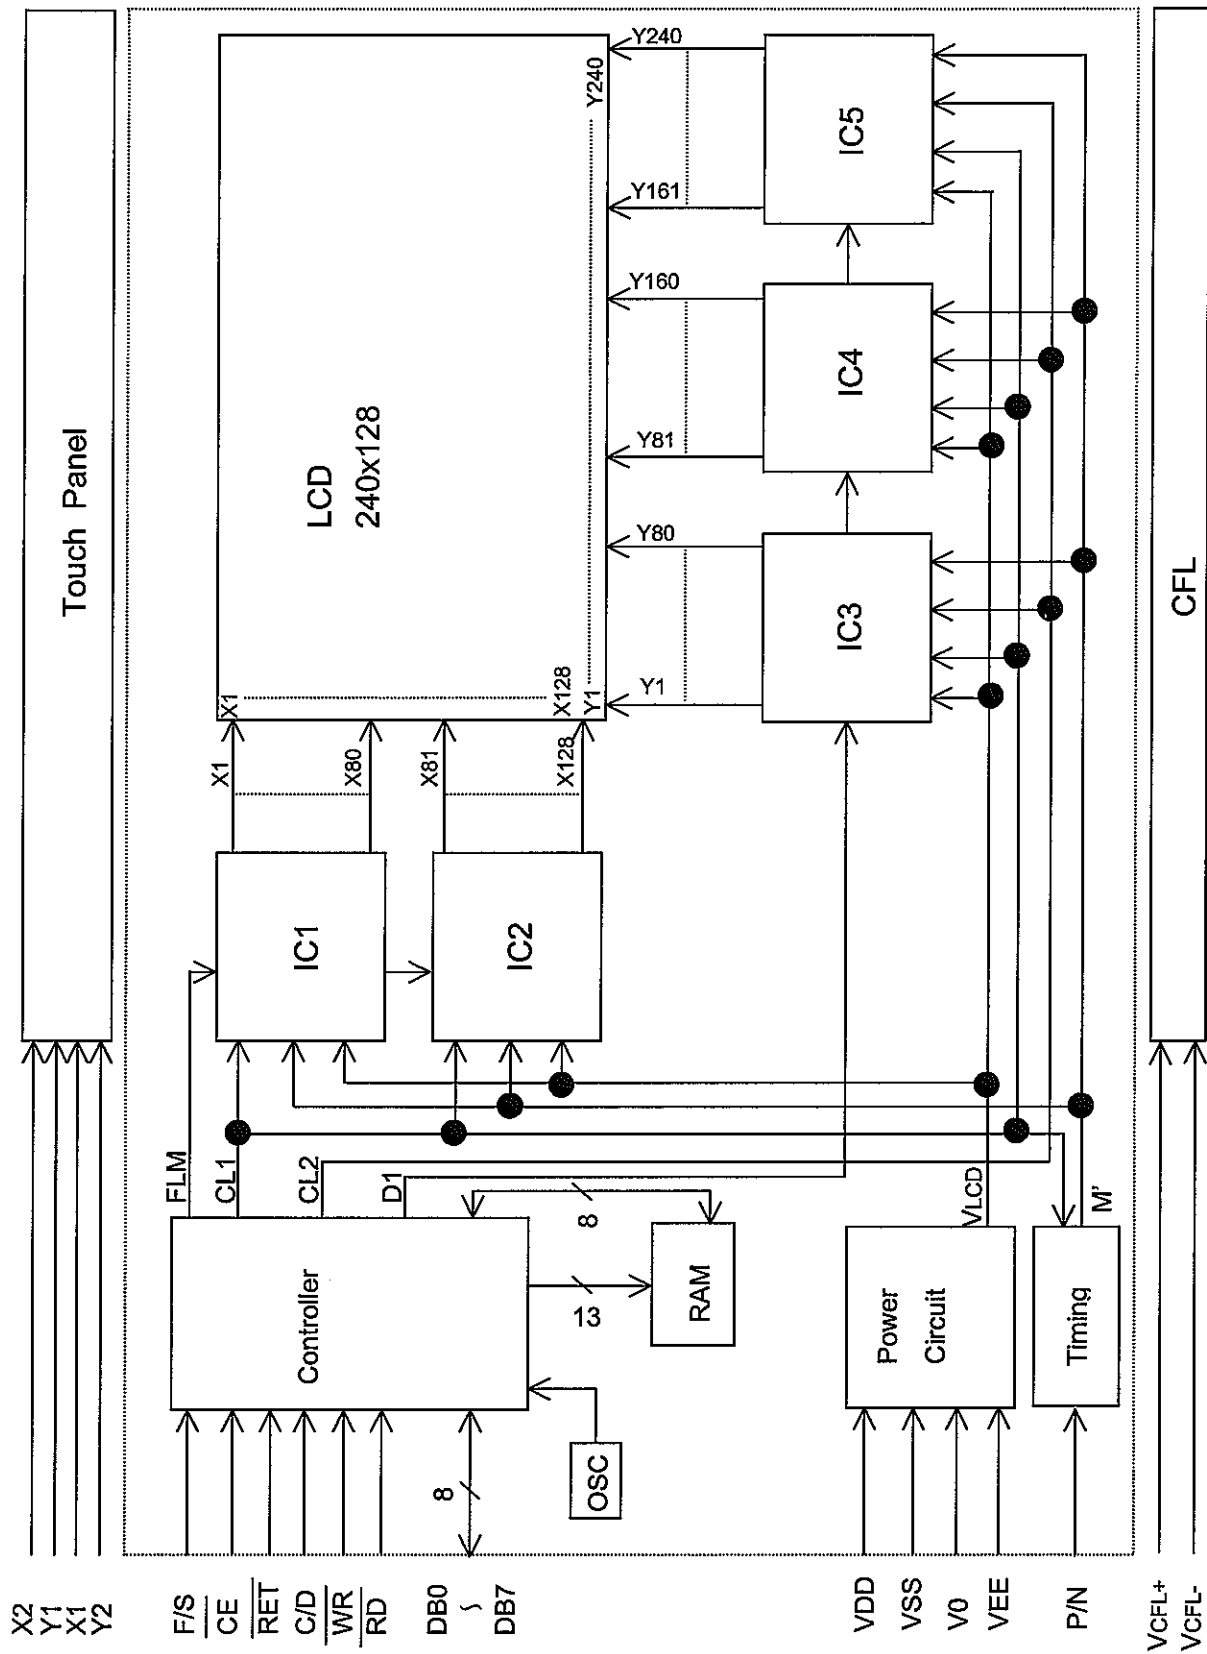 X2
Y1
X1
Y2
Touch Panel
F/S
CE
RET
C/D
WR
RD
DB0
~
DB7
8
Controller
FLM
CL1
CL2
D1
OSC
13
8
RAM
IC1
IC2
X1
X80
X81
X128
X1
X128
Y1
Y240
LCD
240x128
Y1
Y80
Y81
Y160
Y161
Y240
IC3
IC4
IC5
VDD
VSS
V0
VEE
Power
Circuit
VLCD
P/N
Timing
M'
VCFL+
VCFL-
CFL